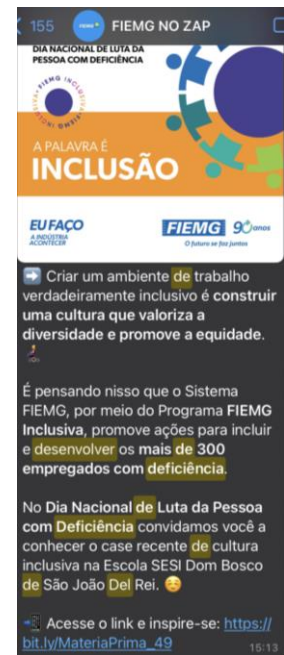 155 FIEMG NO ZAP
DIA NACIONAL DE LUTA DA
PESSOA COM DEFICIÊNCIA
A PALAVRA É
INCLUSÃO
EU FAÇO
A INDÚSTRIA
ACONTECER
FIEMG 90 anos
O futuro se faz juntos
➡️ Criar um ambiente de trabalho
verdadeiramente inclusivo é construir
uma cultura que valoriza a
diversidade e promove a equidade.
É pensando nisso que o Sistema
FIEMG, por meio do Programa FIEMG
Inclusiva, promove ações para incluir
e desenvolver os mais de 300
empregados com deficiência.
No Dia Nacional de Luta da Pessoa
com Deficiência convidamos você a
conhecer o case recente de cultura
inclusiva na Escola SESI Dom Bosco
de São João Del Rei. ☺️
📲 Acesse o link e inspire-se: https://
bit.ly/MateriaPrima_49 15:13